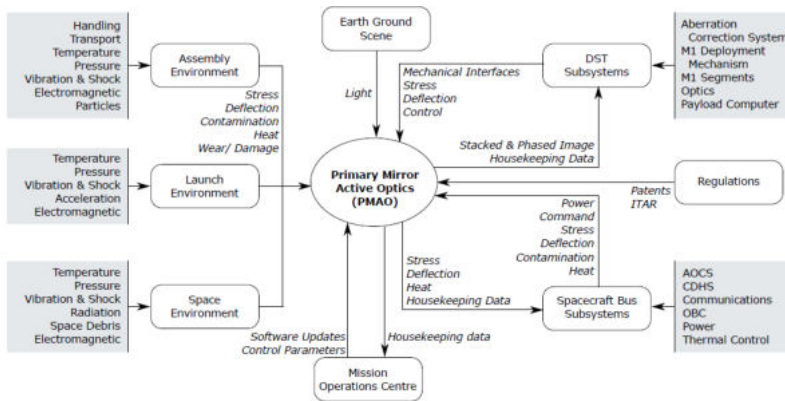 Handling
Transport
Temperature
Pressure
Vibration & Shock
Electromagnetic
Particles
Assembly
Environment
Earth Ground
Scene
DST
Subsystems
Aberration
Correction System
M1 Deployment
Mechanism
M1 Segments
Optics
Payload Computer
Stress
Deflection
Contamination
Heat
Wear/ Damage
Light
Mechanical Interfaces
Stress
Deflection
Control
Stacked & Phased Image
Housekeeping Data
Temperature
Pressure
Vibration & Shock
Acceleration
Electromagnetic
Launch
Environment
Primary Mirror
Active Optics
(PMAO)
Regulations
Patents
ITAR
Power
Command
Stress
Deflection
Contamination
Heat
Temperature
Pressure
Vibration & Shock
Radiation
Space Debris
Electromagnetic
Space
Environment
Stress
Deflection
Heat
Housekeeping Data
Spacecraft Bus
Subsystems
AOCS
CDHS
Communications
OBC
Power
Thermal Control
Software Updates
Control Parameters
Housekeeping data
Mission
Operations Centre